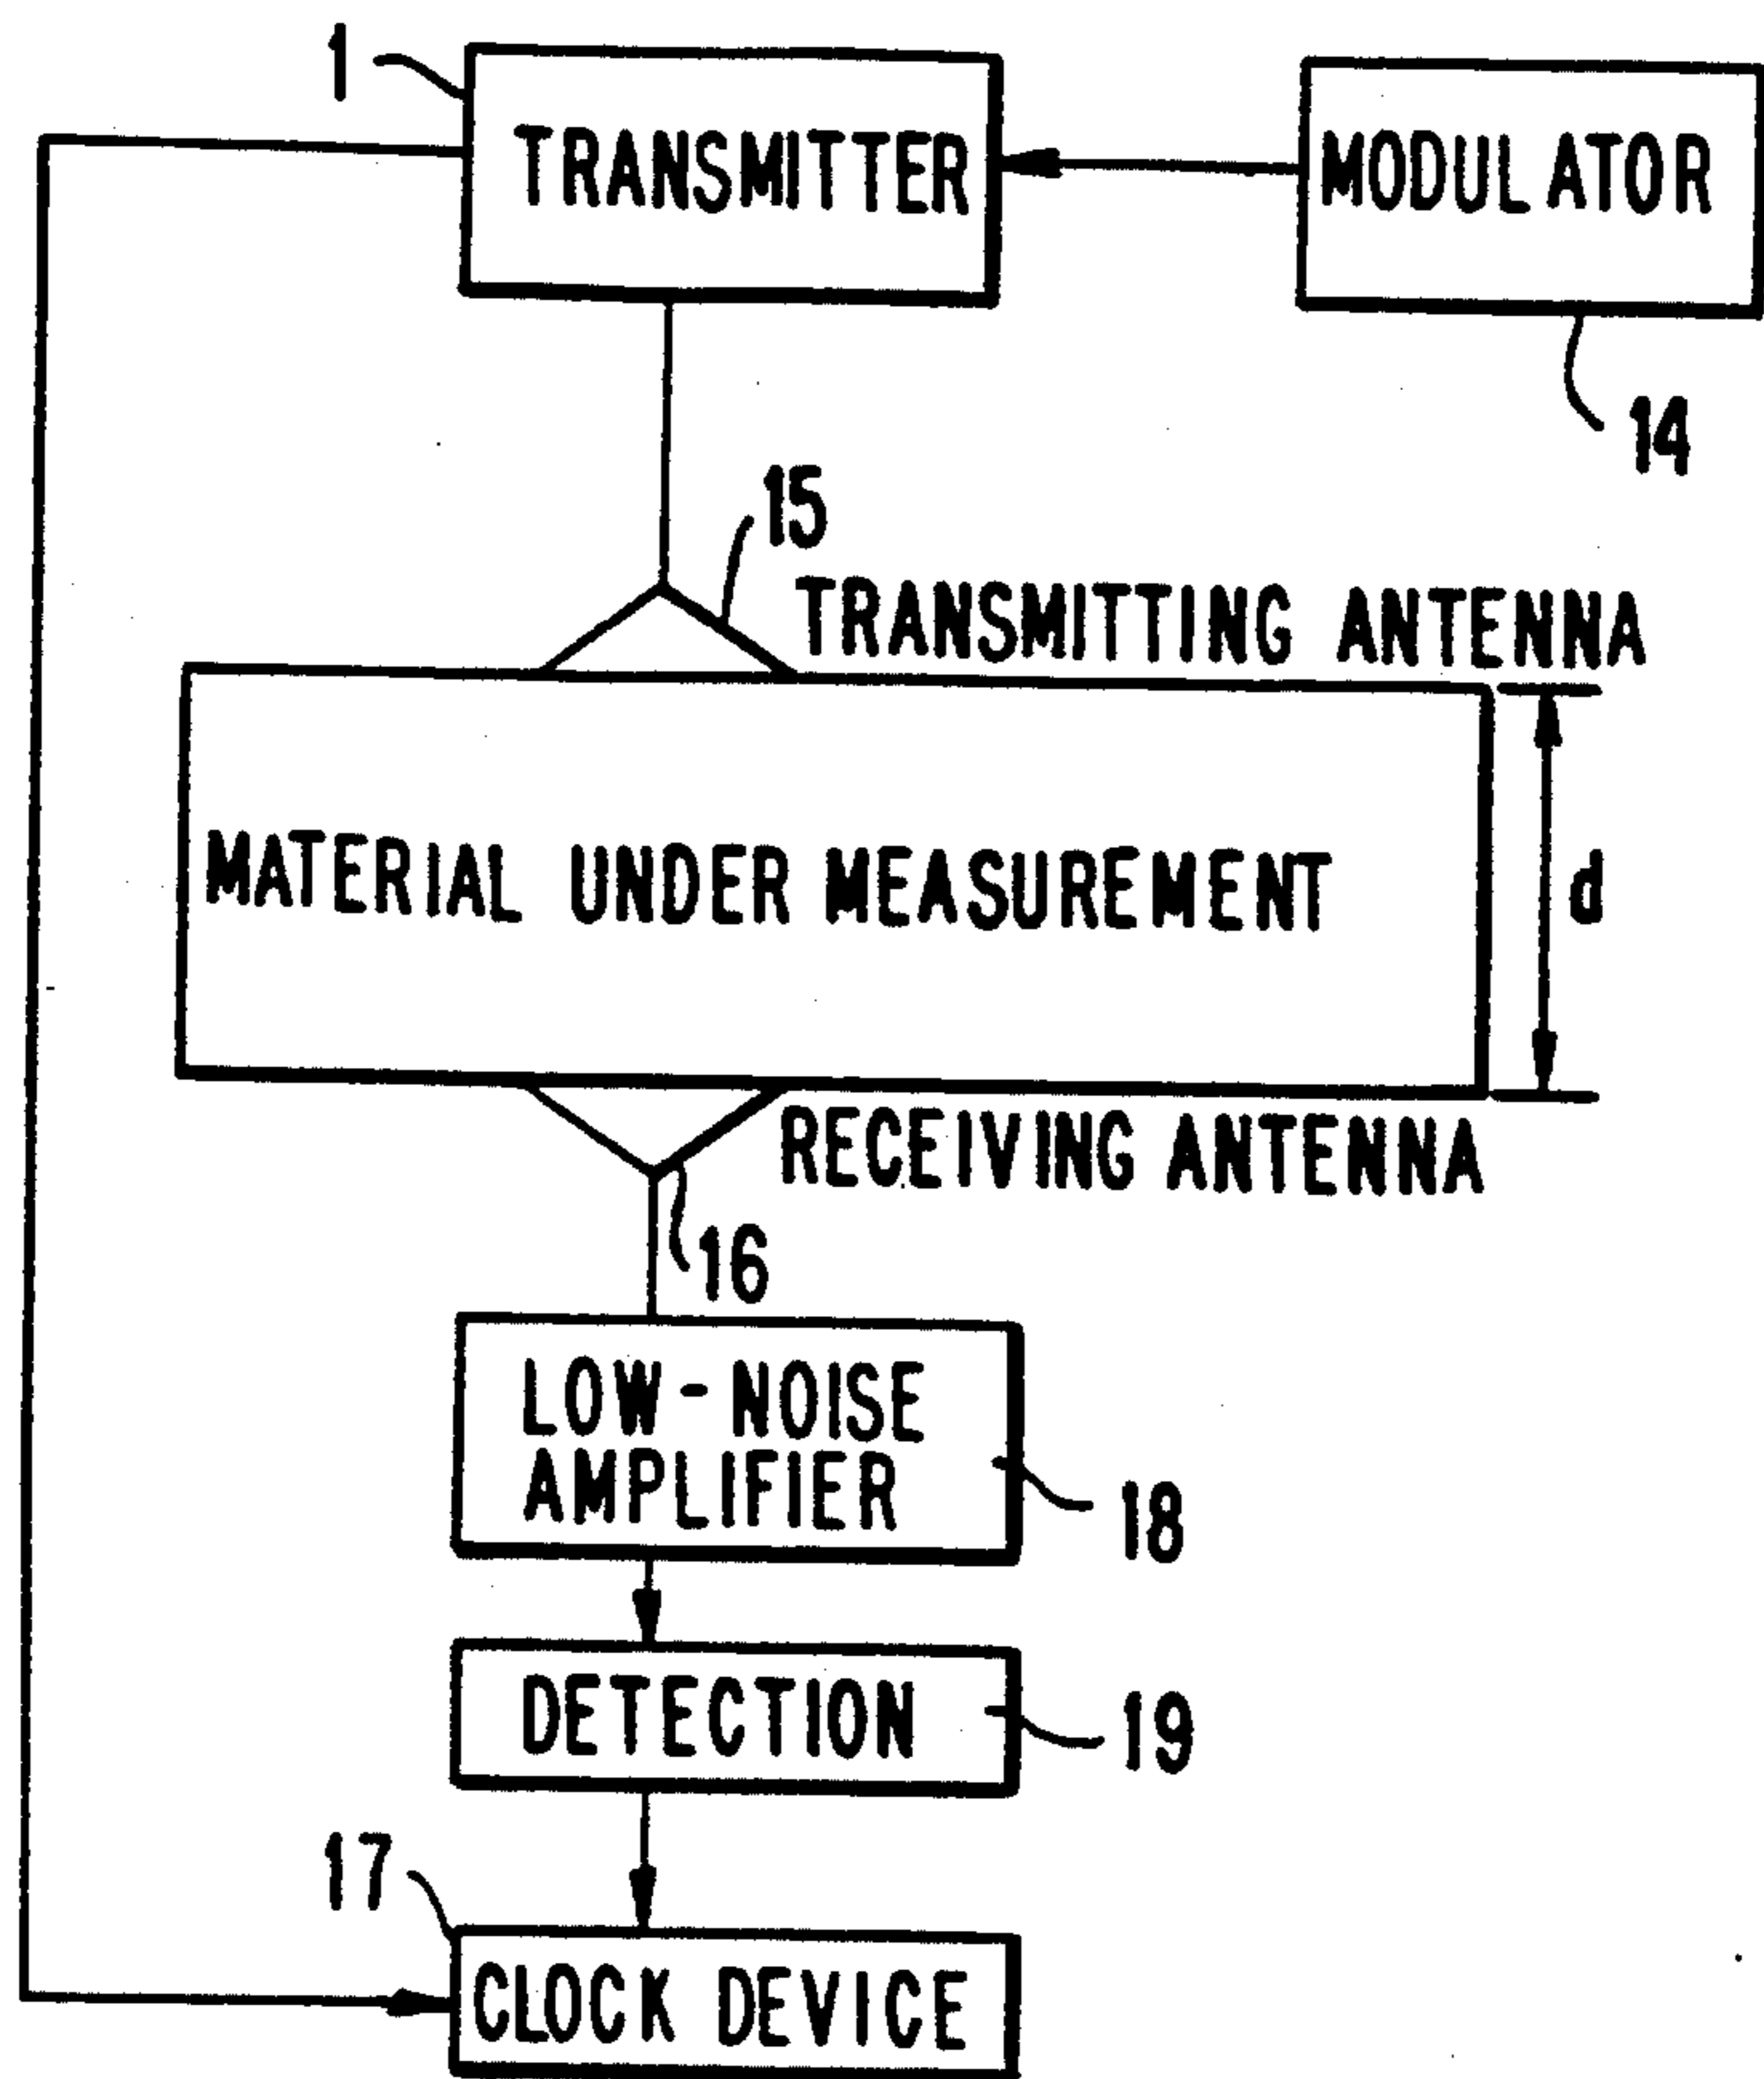 1
TRANSMITTER
MODULATOR
14
15
TRANSMITTING ANTENNA
MATERIAL UNDER MEASUREMENT
d
RECEIVING ANTENNA
16
LOW-NOISE
AMPLIFIER
18
DETECTION
19
17
CLOCK DEVICE